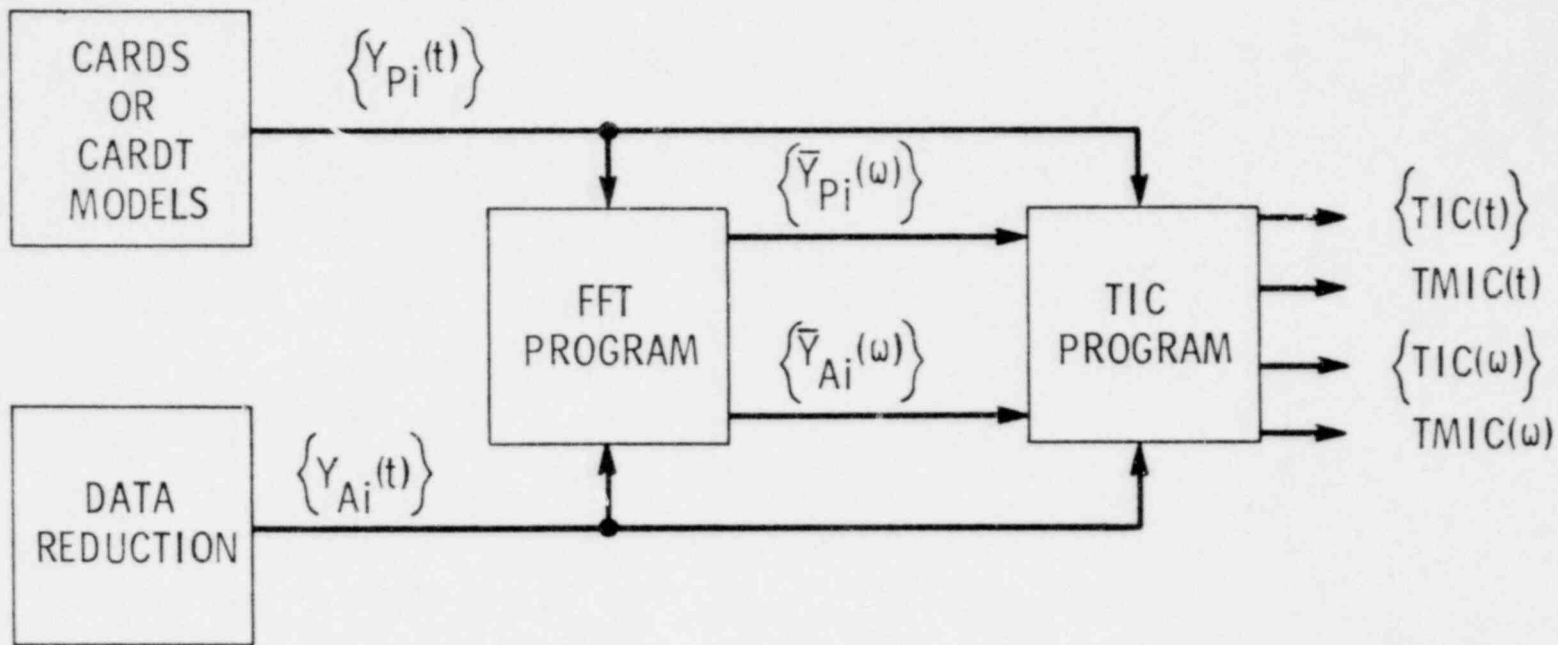 CARDS
OR
CARDT
MODELS
{Y_Pi(t)}
{Ȳ_Pi(ω)}
FFT
PROGRAM
{Ȳ_Ai(ω)}
TIC
PROGRAM
{TIC(t)}
TMIC(t)
{TIC(ω)}
TMIC(ω)
DATA
REDUCTION
{Y_Ai(t)}